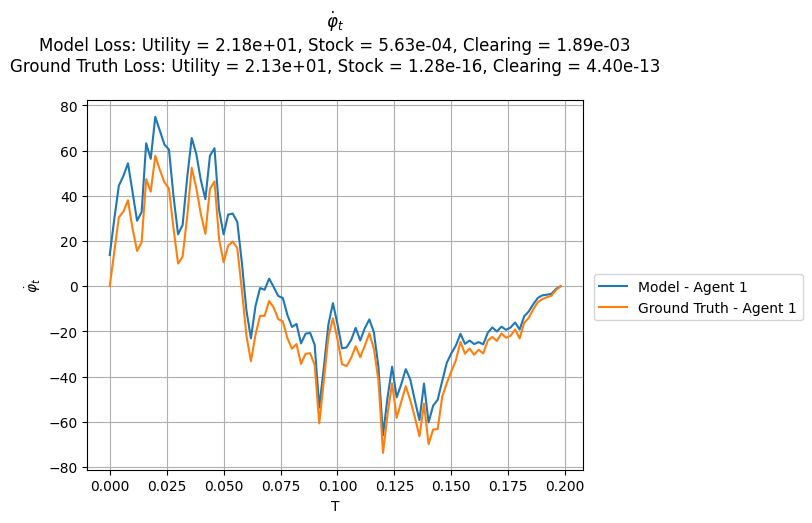 φ̇ₜ
Model Loss: Utility = 2.18e+01, Stock = 5.63e-04, Clearing = 1.89e-03
Ground Truth Loss: Utility = 2.13e+01, Stock = 1.28e-16, Clearing = 4.40e-13
80
60
40
20
0
−20
−40
−60
−80
φ̇ₜ
0.000
0.025
0.050
0.075
0.100
0.125
0.150
0.175
0.200
T
Model - Agent 1
Ground Truth - Agent 1